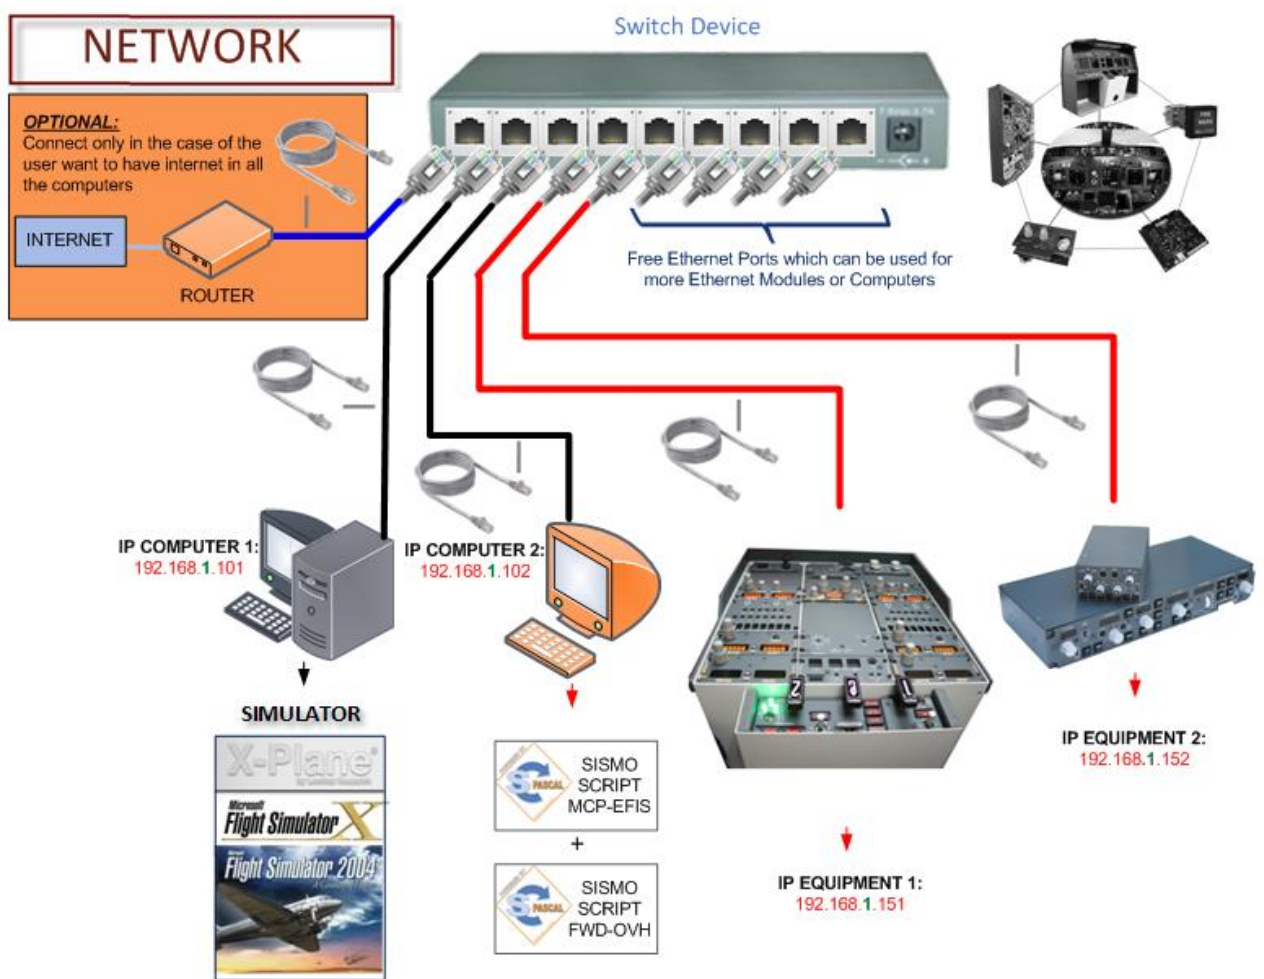 NETWORK
Switch Device
OPTIONAL:
Connect only in the case of the
user want to have internet in all
the computers
INTERNET
ROUTER
Free Ethernet Ports which can be used for
more Ethernet Modules or Computers
IP COMPUTER 1:
192.168.1.101
IP COMPUTER 2:
192.168.1.102
SIMULATOR
X-Plane
Microsoft
Flight Simulator X
Microsoft
Flight Simulator 2004
PASCAL
SISMO
SCRIPT
MCP-EFIS
+
PASCAL
SISMO
SCRIPT
FWD-OVH
IP EQUIPMENT 1:
192.168.1.151
IP EQUIPMENT 2:
192.168.1.152